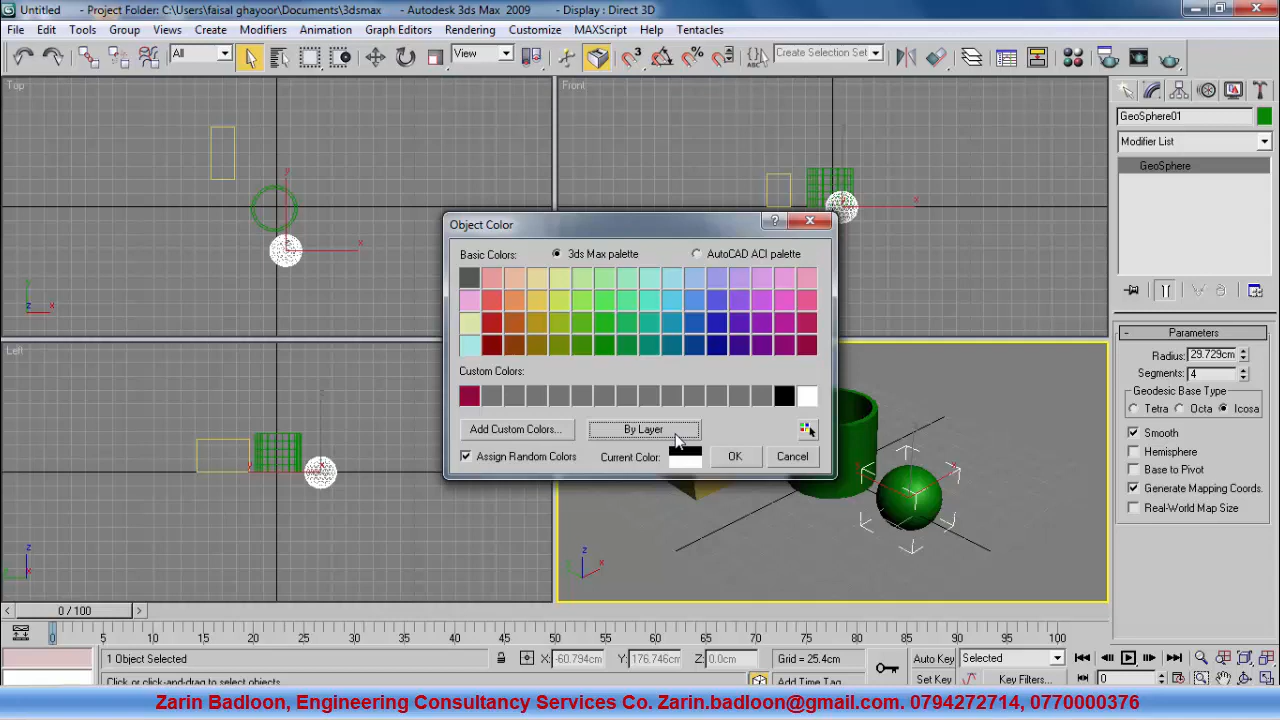 Untitled - Project Folder: C:\Users\faisal ghayoor\Documents\3dsmax - Autodesk 3ds Max 2009 - Display : Direct 3D
File Edit Tools Group Views Create Modifiers Animation Graph Editors Rendering Customize MAXScript Help Tentacles
All View 3 Create Selection Set
Top
Front
GeoSphere01
Modifier List
GeoSphere
Object Color
Basic Colors: 3ds Max palette AutoCAD ACI palette
Custom Colors:
Add Custom Colors... By Layer
Assign Random Colors Current Color: OK Cancel
Left
Parameters
Radius: 29.729cm
Segments: 4
Geodesic Base Type
Tetra Octa Icosa
Smooth
Hemisphere
Base to Pivot
Generate Mapping Coords.
Real-World Map Size
y
x
z
0 / 100
0 5 10 15 20 25 30 35 40 45 50 55 60 65 70 75 80 85 90 95 100
1 Object Selected X: -60.794cm Y: 176.746cm Z: 0.0cm Grid = 25.4cm Auto Key Selected
Click or click-and-drag to select objects Add Time Tag Set Key Key Filters... 0
Zarin Badloon, Engineering Consultancy Services Co. Zarin.badloon@gmail.com. 0794272714, 0770000376